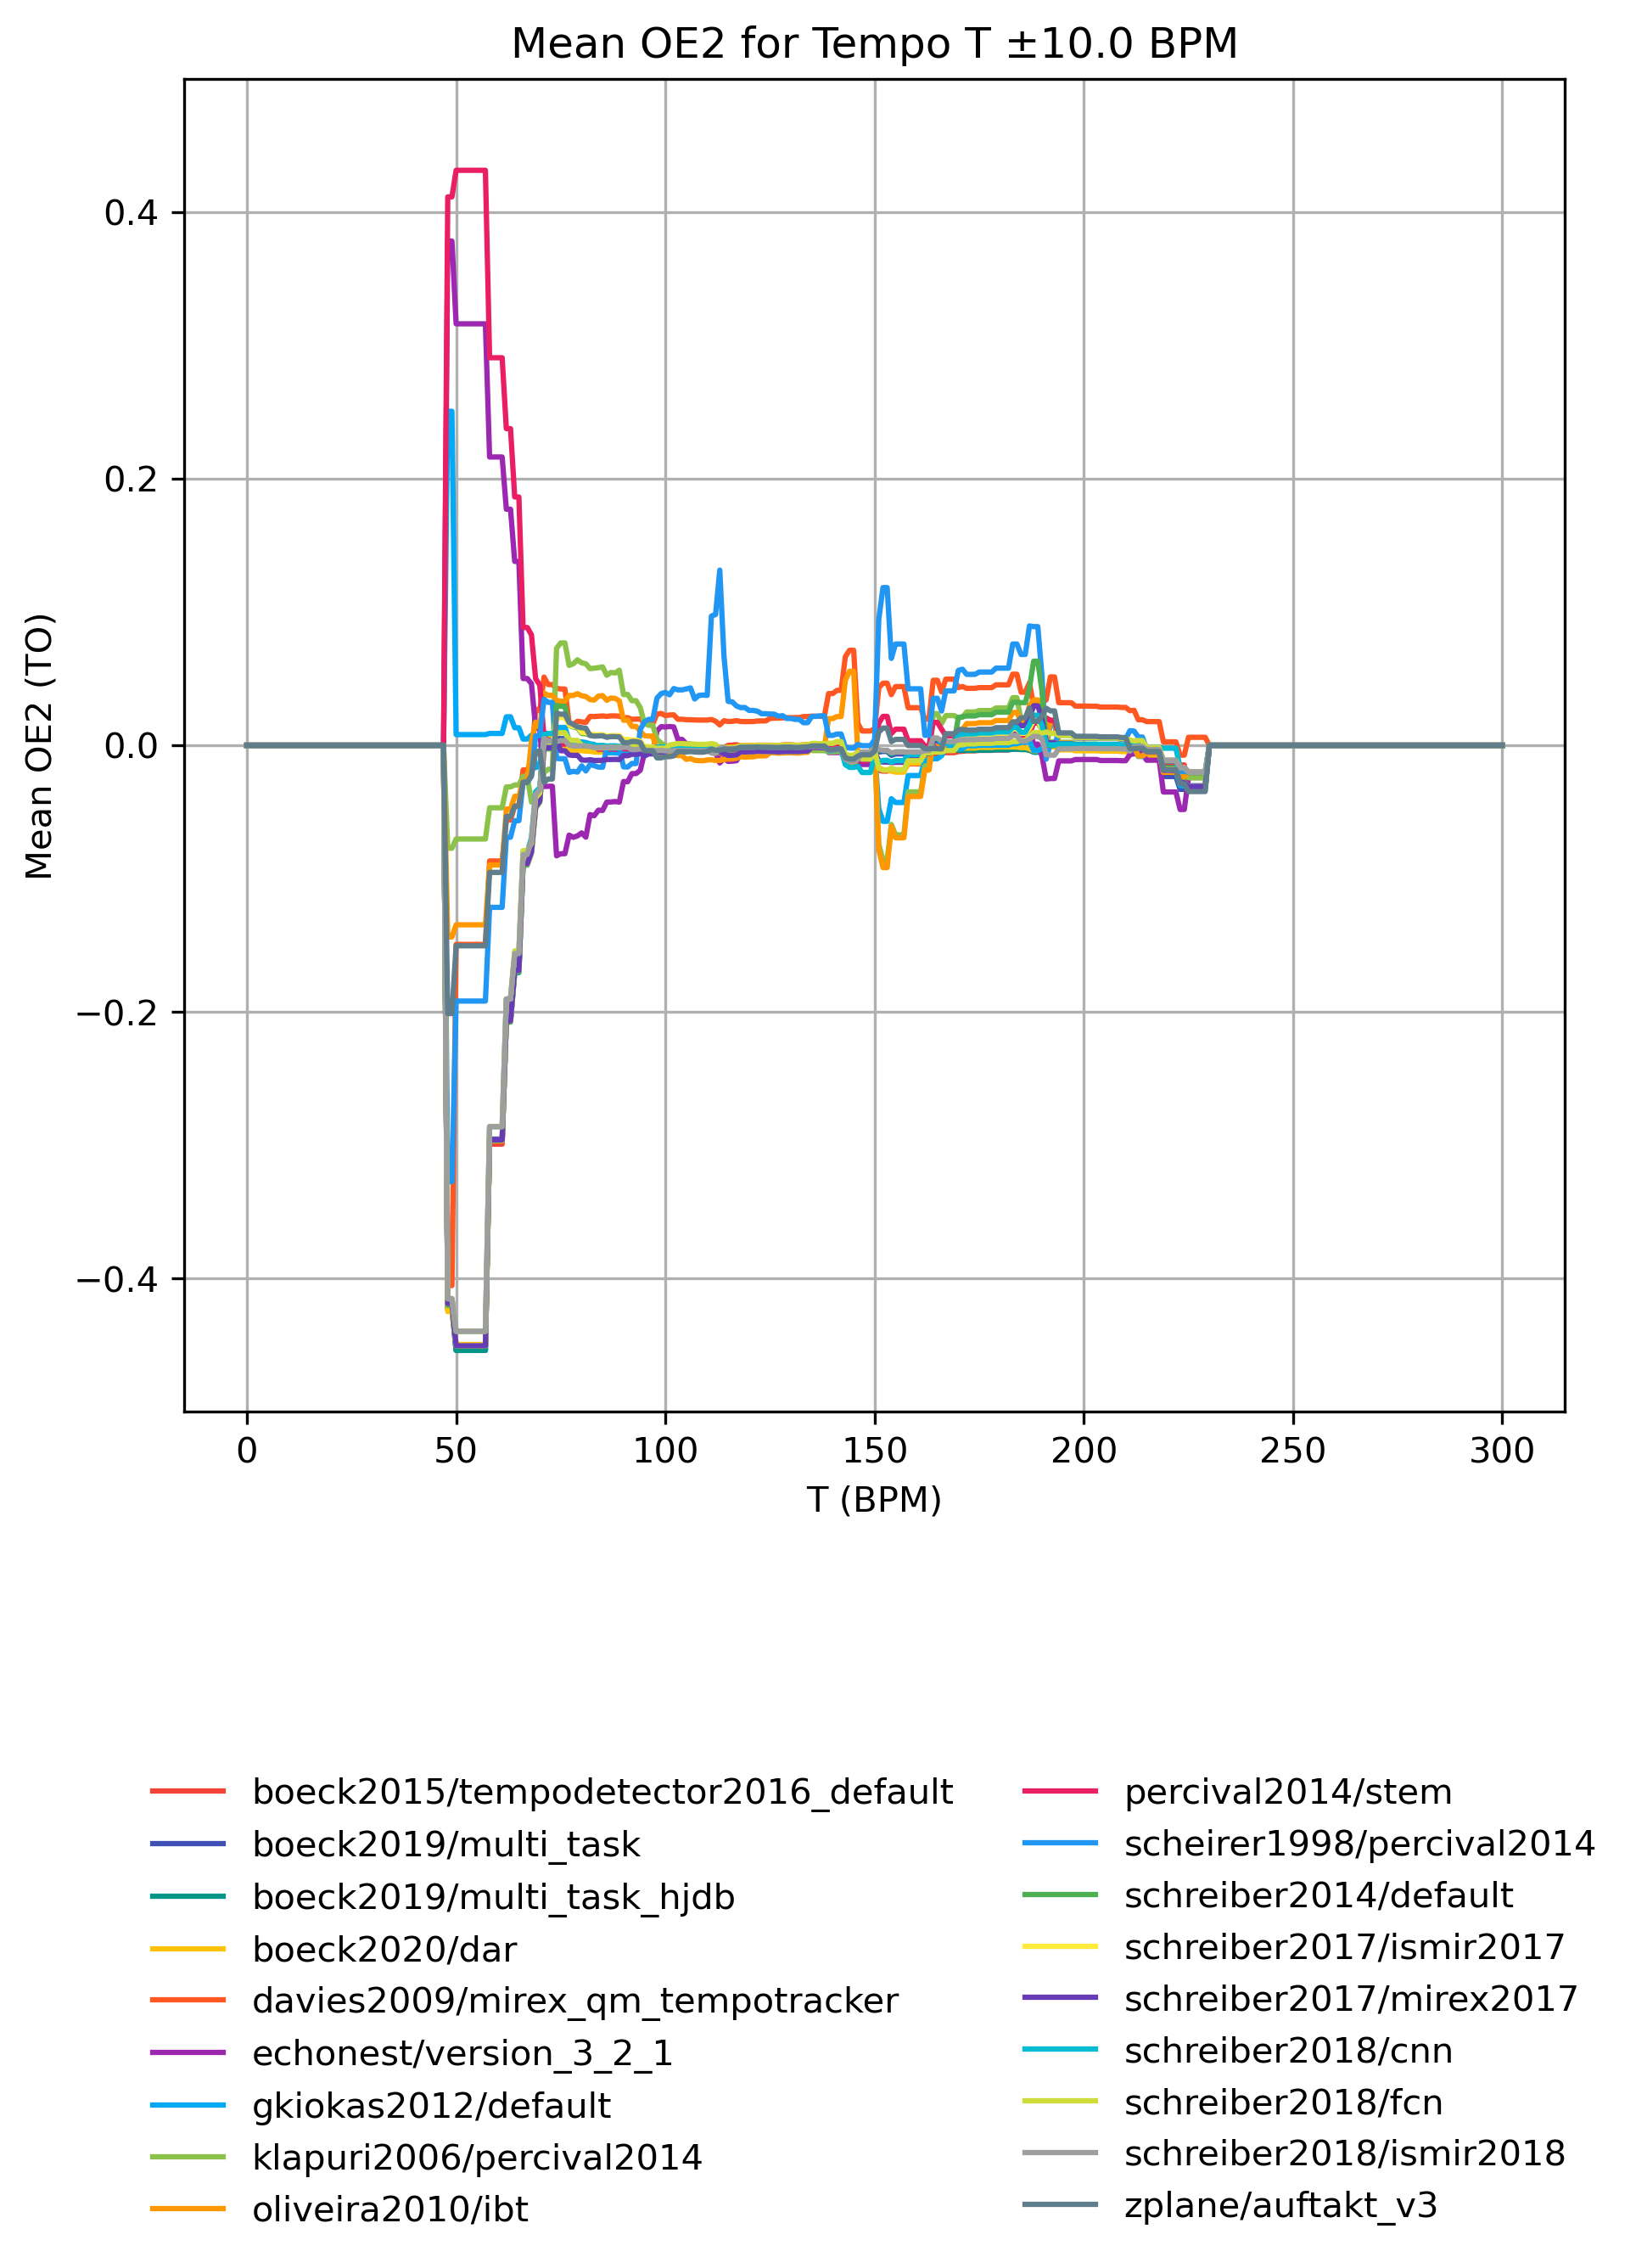 Mean OE2 for Tempo T ±10.0 BPM
0.4
0.2
0.0
−0.2
−0.4
Mean OE2 (TO)
0 50 100 150 200 250 300
T (BPM)
boeck2015/tempodetector2016_default
boeck2019/multi_task
boeck2019/multi_task_hjdb
boeck2020/dar
davies2009/mirex_qm_tempotracker
echonest/version_3_2_1
gkiokas2012/default
klapuri2006/percival2014
oliveira2010/ibt
percival2014/stem
scheirer1998/percival2014
schreiber2014/default
schreiber2017/ismir2017
schreiber2017/mirex2017
schreiber2018/cnn
schreiber2018/fcn
schreiber2018/ismir2018
zplane/auftakt_v3